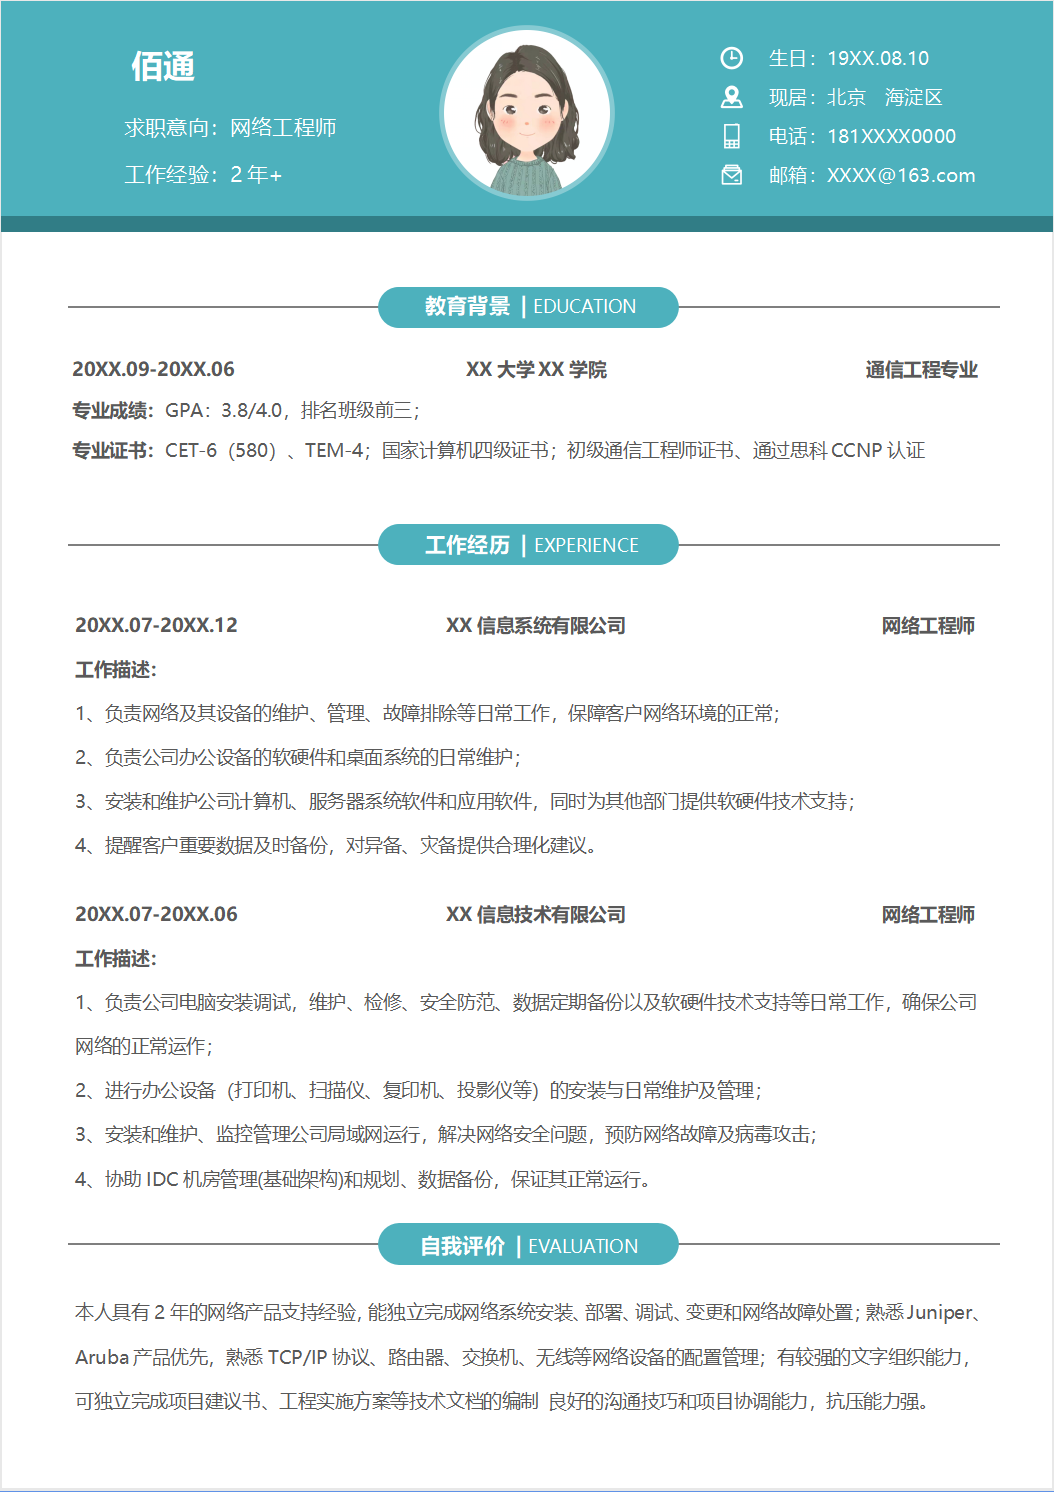 佰通
求职意向：网络工程师
工作经验：2 年+
生日：19XX.08.10
现居：北京 海淀区
电话：181XXXX0000
邮箱：XXXX@163.com
教育背景 | EDUCATION
20XX.09-20XX.06 XX 大学 XX 学院 通信工程专业
专业成绩：GPA：3.8/4.0，排名班级前三；
专业证书：CET-6（580）、TEM-4；国家计算机四级证书；初级通信工程师证书、通过思科 CCNP 认证
工作经历 | EXPERIENCE
20XX.07-20XX.12 XX 信息系统有限公司 网络工程师
工作描述：
1、负责网络及其设备的维护、管理、故障排除等日常工作，保障客户网络环境的正常；
2、负责公司办公设备的软硬件和桌面系统的日常维护；
3、安装和维护公司计算机、服务器系统软件和应用软件，同时为其他部门提供软硬件技术支持；
4、提醒客户重要数据及时备份，对异备、灾备提供合理化建议。
20XX.07-20XX.06 XX 信息技术有限公司 网络工程师
工作描述：
1、负责公司电脑安装调试，维护、检修、安全防范、数据定期备份以及软硬件技术支持等日常工作，确保公司
网络的正常运作；
2、进行办公设备（打印机、扫描仪、复印机、投影仪等）的安装与日常维护及管理；
3、安装和维护、监控管理公司局域网运行，解决网络安全问题，预防网络故障及病毒攻击；
4、协助 IDC 机房管理(基础架构)和规划、数据备份，保证其正常运行。
自我评价 | EVALUATION
本人具有 2 年的网络产品支持经验，能独立完成网络系统安装、部署、调试、变更和网络故障处置；熟悉 Juniper、
Aruba 产品优先，熟悉 TCP/IP 协议、路由器、交换机、无线等网络设备的配置管理；有较强的文字组织能力，
可独立完成项目建议书、工程实施方案等技术文档的编制 良好的沟通技巧和项目协调能力，抗压能力强。